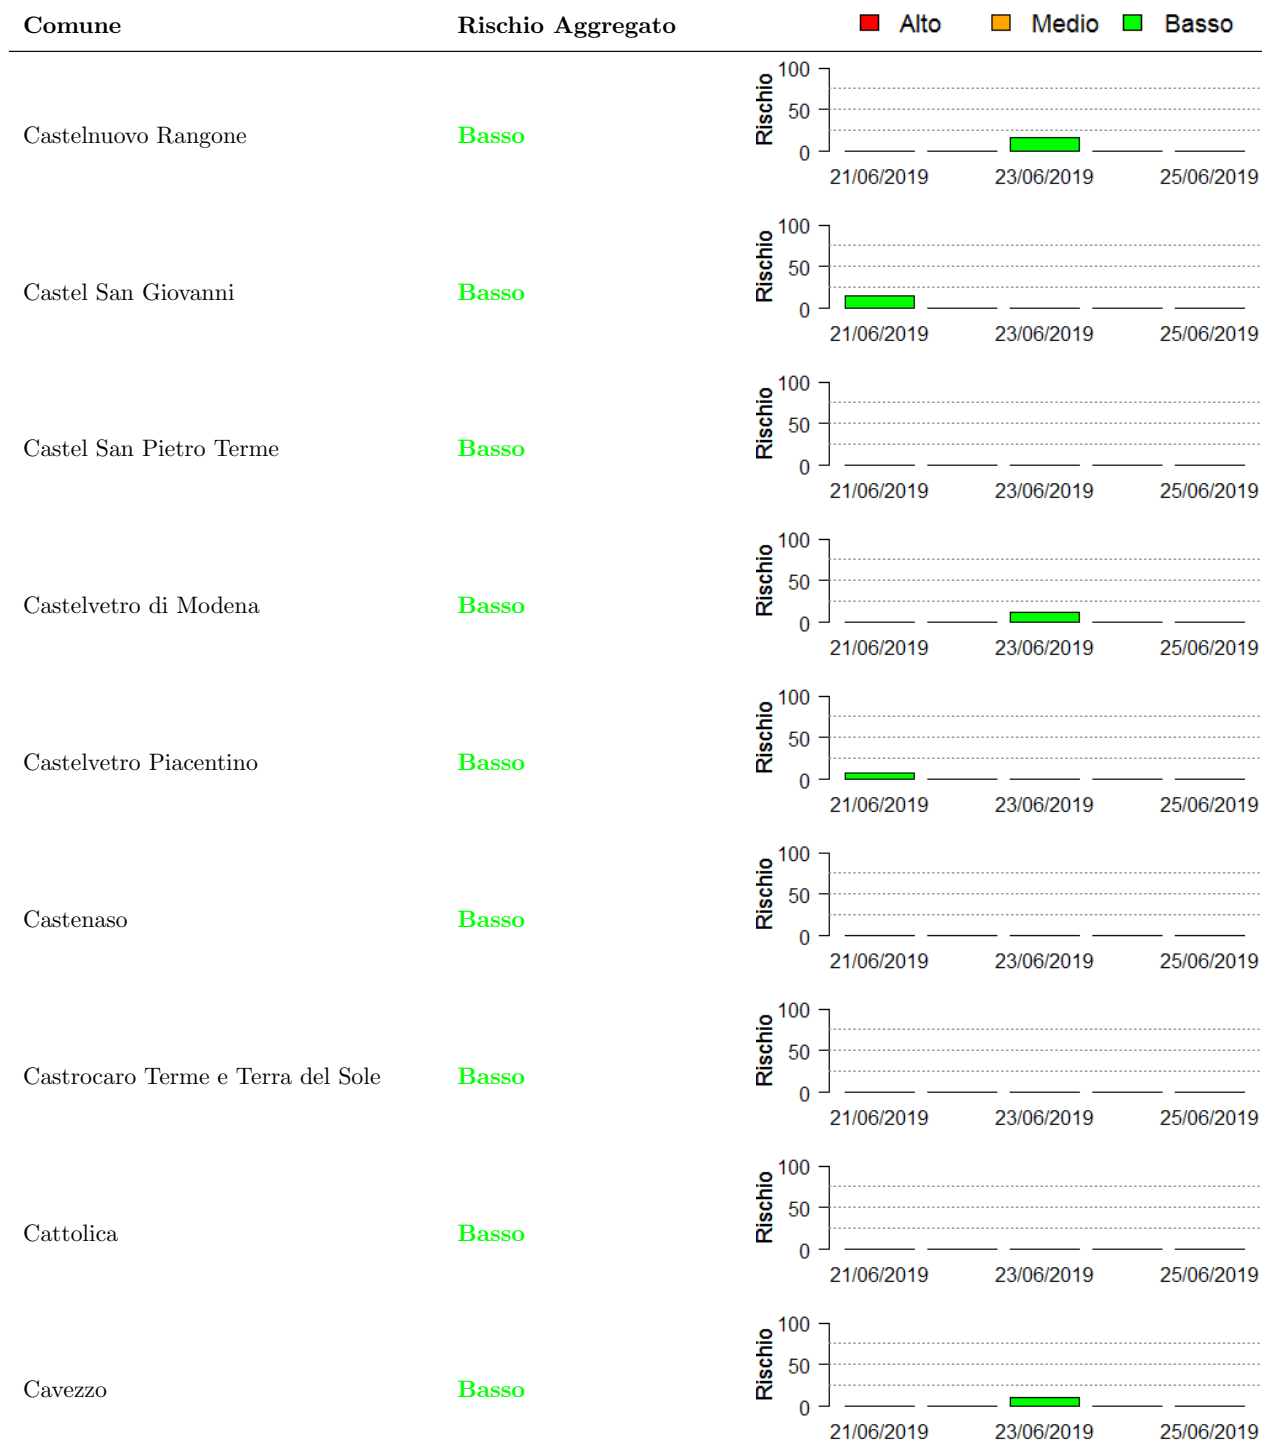 Comune Rischio Aggregato Alto Medio Basso
Castelnuovo Rangone Basso Rischio 100 50 0
21/06/2019 23/06/2019 25/06/2019
Castel San Giovanni Basso Rischio 100 50 0
21/06/2019 23/06/2019 25/06/2019
Castel San Pietro Terme Basso Rischio 100 50 0
21/06/2019 23/06/2019 25/06/2019
Castelvetro di Modena Basso Rischio 100 50 0
21/06/2019 23/06/2019 25/06/2019
Castelvetro Piacentino Basso Rischio 100 50 0
21/06/2019 23/06/2019 25/06/2019
Castenaso Basso Rischio 100 50 0
21/06/2019 23/06/2019 25/06/2019
Castrocaro Terme e Terra del Sole Basso Rischio 100 50 0
21/06/2019 23/06/2019 25/06/2019
Cattolica Basso Rischio 100 50 0
21/06/2019 23/06/2019 25/06/2019
Cavezzo Basso Rischio 100 50 0
21/06/2019 23/06/2019 25/06/2019